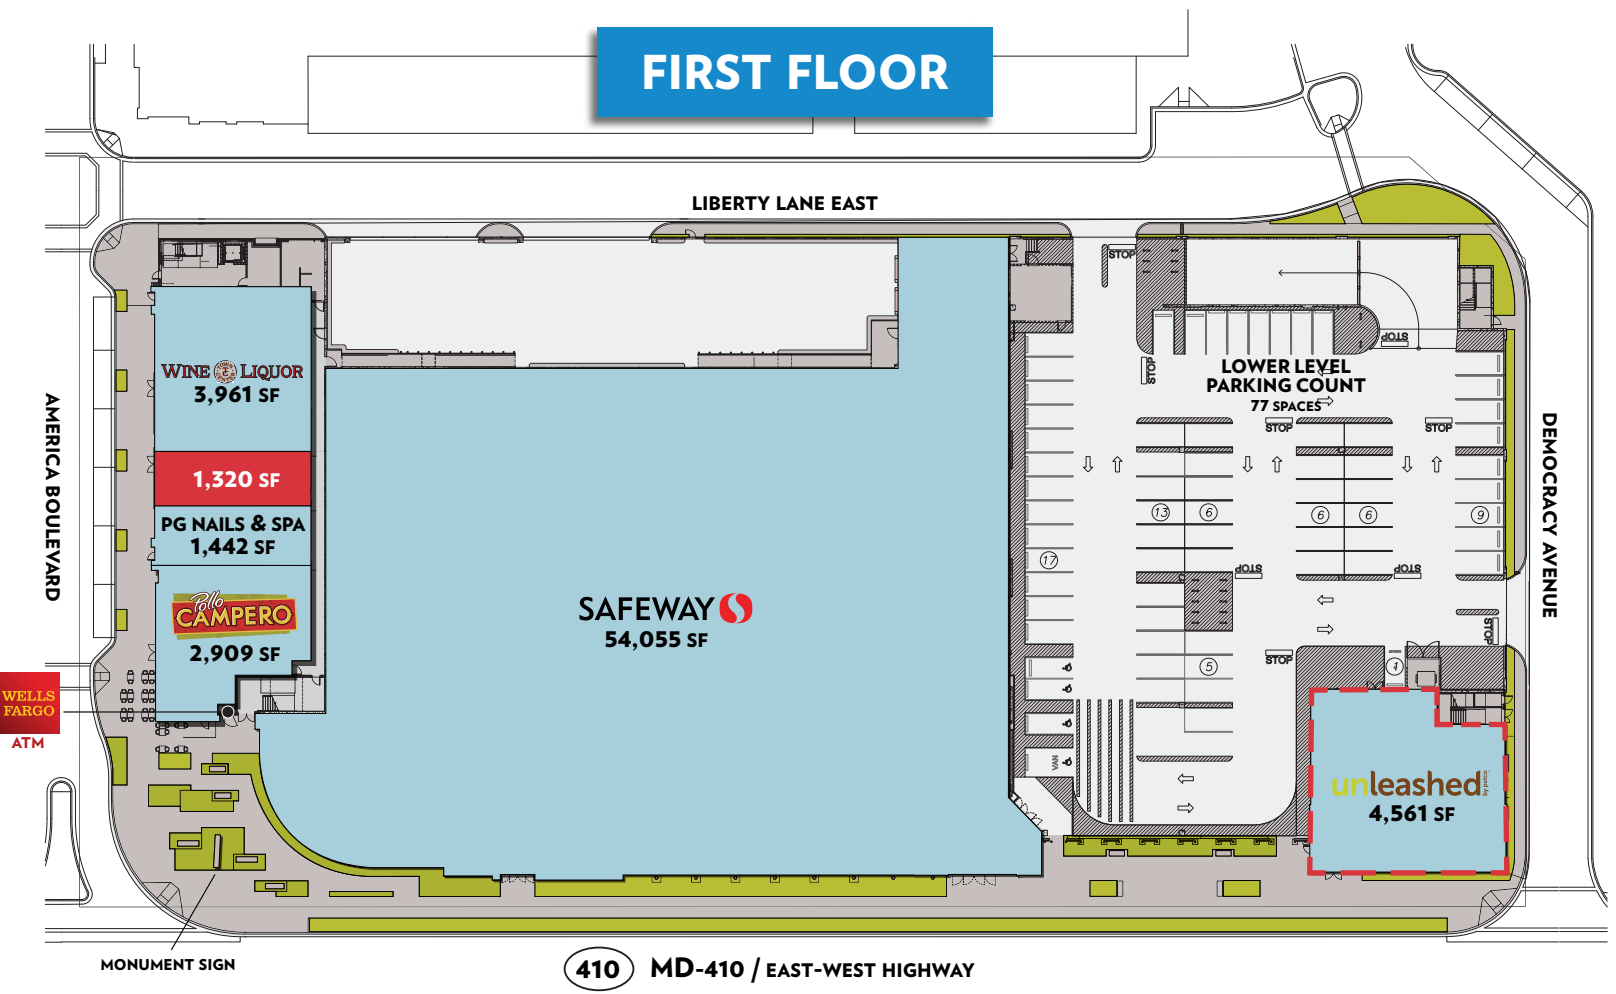 FIRST FLOOR
LIBERTY LANE EAST
STOP
WINE LIQUOR
3,961 SF
STOP
STOP
LOWER LEVEL
PARKING COUNT
77 SPACES
STOP
STOP
AMERICA BOULEVARD
DEMOCRACY AVENUE
1,320 SF
PG NAILS & SPA
1,442 SF
13
6
6
6
9
17
STOP
STOP
Pollo
CAMPERO
2,909 SF
SAFEWAY
54,055 SF
STOP
STOP
5
1
WELLS
FARGO
ATM
VAN
unleashed
by petco
4,561 SF
MONUMENT SIGN
410
MD-410 / EAST-WEST HIGHWAY